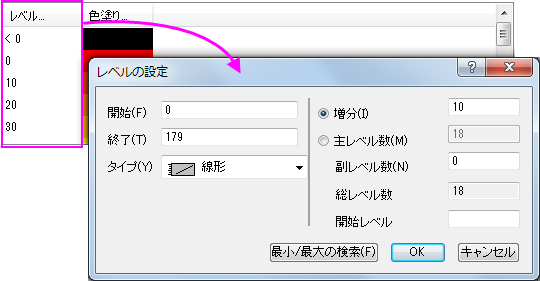 レベル... 色塗り...
< 0
0
10
20
30
レベルの設定
開始(F) 0
終了(T) 179
タイプ(Y) 線形
増分(I) 10
主レベル数(M) 18
副レベル数(N) 0
総レベル数 18
開始レベル
最小/最大の検索(F) OK キャンセル